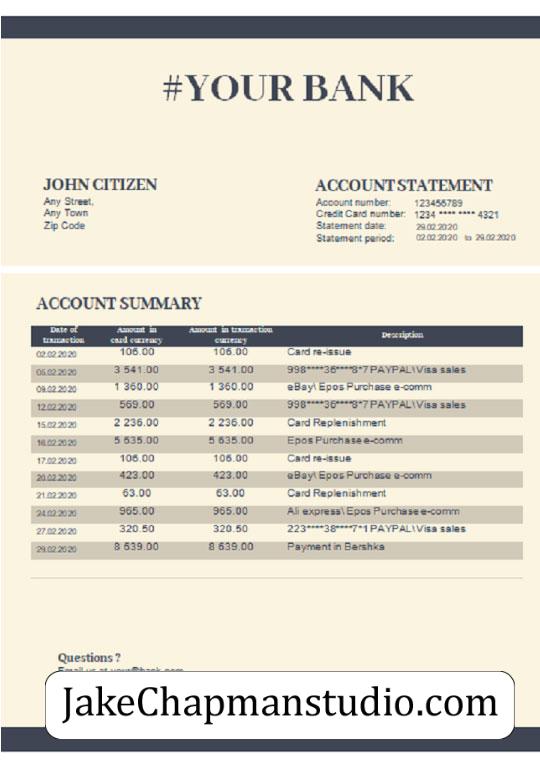 #YOUR BANK
JOHN CITIZEN
Any Street,
Any Town
Zip Code
ACCOUNT STATEMENT
Account number: 123456789
Credit Card number: 1234 **** **** 4321
Statement date: 29.02.2020
Statement period: 02.02.2020 to 29.02.2020
ACCOUNT SUMMARY
Date of transaction Amount in card currency Amount in transaction currency Description
02.02.2020 106.00 106.00 Card re-issue
05.02.2020 3 541.00 3 541.00 998****36****8*7 PAYPAL\Visa sales
09.02.2020 1 360.00 1 360.00 eBay\ Epos Purchase e-comm
12.02.2020 569.00 569.00 998****36****8*7 PAYPAL\Visa sales
15.02.2020 2 236.00 2 236.00 Card Replenishment
16.02.2020 5 635.00 5 635.00 Epos Purchase e-comm
17.02.2020 106.00 106.00 Card re-issue
20.02.2020 423.00 423.00 eBay\ Epos Purchase e-comm
21.02.2020 63.00 63.00 Card Replenishment
24.02.2020 965.00 965.00 Ali express\ Epos Purchase e-comm
27.02.2020 320.50 320.50 223****38****7*1 PAYPAL\Visa sales
29.02.2020 8 639.00 8 639.00 Payment in Bershka
Questions ?
Email us at your@bank.com
JakeChapmanstudio.com